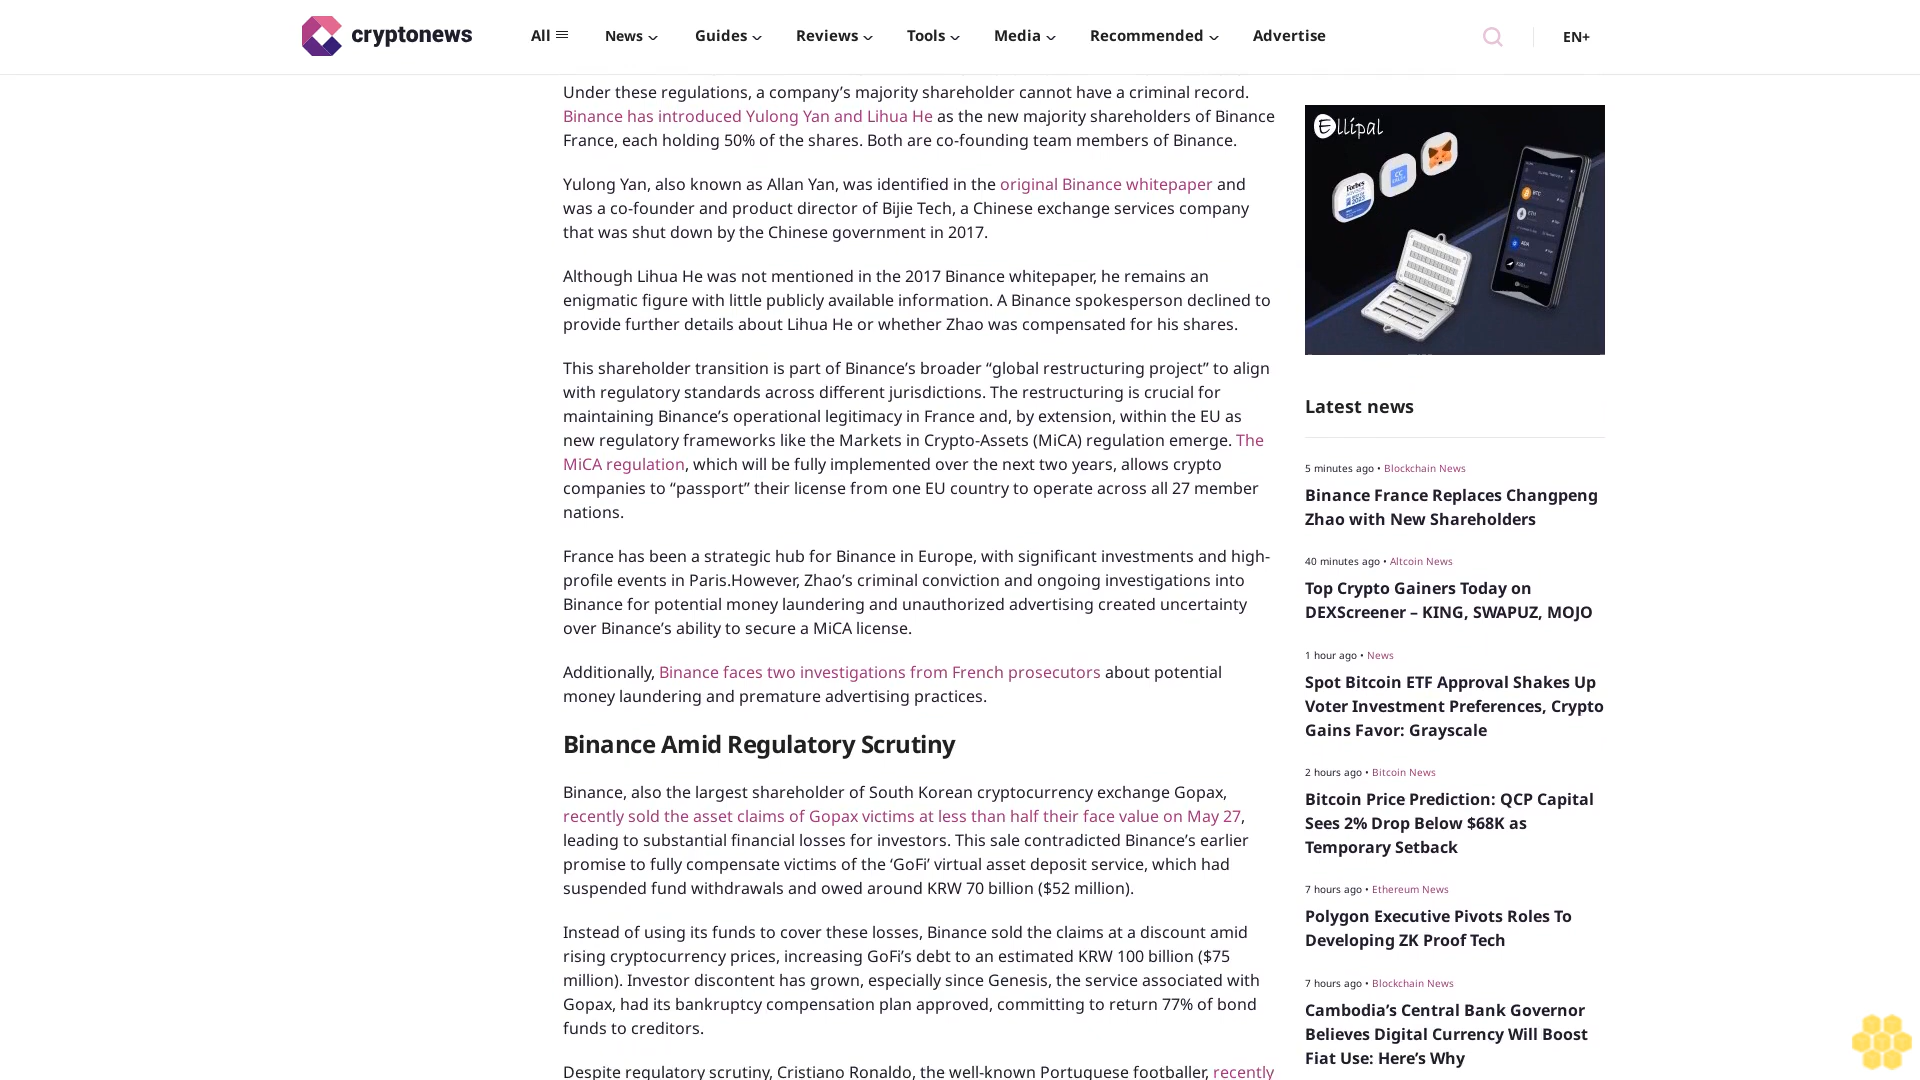 cryptonews
All
News
Guides
Reviews
Tools
Media
Recommended
Advertise
EN+
Under these regulations, a company’s majority shareholder cannot have a criminal record.
Binance has introduced Yulong Yan and Lihua He as the new majority shareholders of Binance
France, each holding 50% of the shares. Both are co-founding team members of Binance.
Yulong Yan, also known as Allan Yan, was identified in the original Binance whitepaper and
was a co-founder and product director of Bijie Tech, a Chinese exchange services company
that was shut down by the Chinese government in 2017.
Although Lihua He was not mentioned in the 2017 Binance whitepaper, he remains an
enigmatic figure with little publicly available information. A Binance spokesperson declined to
provide further details about Lihua He or whether Zhao was compensated for his shares.
This shareholder transition is part of Binance’s broader “global restructuring project” to align
with regulatory standards across different jurisdictions. The restructuring is crucial for
maintaining Binance’s operational legitimacy in France and, by extension, within the EU as
new regulatory frameworks like the Markets in Crypto-Assets (MiCA) regulation emerge. The
MiCA regulation, which will be fully implemented over the next two years, allows crypto
companies to “passport” their license from one EU country to operate across all 27 member
nations.
France has been a strategic hub for Binance in Europe, with significant investments and high-
profile events in Paris.However, Zhao’s criminal conviction and ongoing investigations into
Binance for potential money laundering and unauthorized advertising created uncertainty
over Binance’s ability to secure a MiCA license.
Additionally, Binance faces two investigations from French prosecutors about potential
money laundering and premature advertising practices.
Binance Amid Regulatory Scrutiny
Binance, also the largest shareholder of South Korean cryptocurrency exchange Gopax,
recently sold the asset claims of Gopax victims at less than half their face value on May 27,
leading to substantial financial losses for investors. This sale contradicted Binance’s earlier
promise to fully compensate victims of the ‘GoFi’ virtual asset deposit service, which had
suspended fund withdrawals and owed around KRW 70 billion ($52 million).
Instead of using its funds to cover these losses, Binance sold the claims at a discount amid
rising cryptocurrency prices, increasing GoFi’s debt to an estimated KRW 100 billion ($75
million). Investor discontent has grown, especially since Genesis, the service associated with
Gopax, had its bankruptcy compensation plan approved, committing to return 77% of bond
funds to creditors.
Despite regulatory scrutiny, Cristiano Ronaldo, the well-known Portuguese footballer, recently
Ellipal
Forbes
BTC
ETH
ADA
Latest news
5 minutes ago • Blockchain News
Binance France Replaces Changpeng
Zhao with New Shareholders
40 minutes ago • Altcoin News
Top Crypto Gainers Today on
DEXScreener – KING, SWAPUZ, MOJO
1 hour ago • News
Spot Bitcoin ETF Approval Shakes Up
Voter Investment Preferences, Crypto
Gains Favor: Grayscale
2 hours ago • Bitcoin News
Bitcoin Price Prediction: QCP Capital
Sees 2% Drop Below $68K as
Temporary Setback
7 hours ago • Ethereum News
Polygon Executive Pivots Roles To
Developing ZK Proof Tech
7 hours ago • Blockchain News
Cambodia’s Central Bank Governor
Believes Digital Currency Will Boost
Fiat Use: Here’s Why